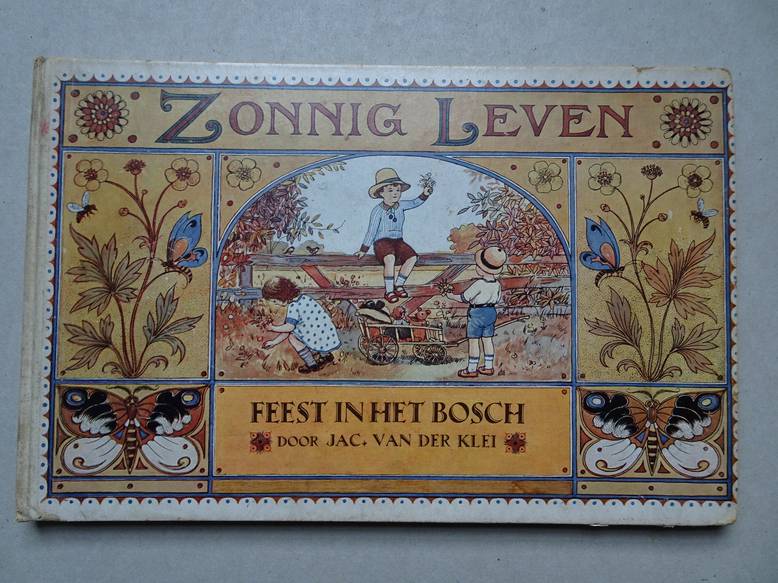 ZONNIG LEVEN
FEEST IN HET BOSCH
DOOR JAC. VAN DER KLEI